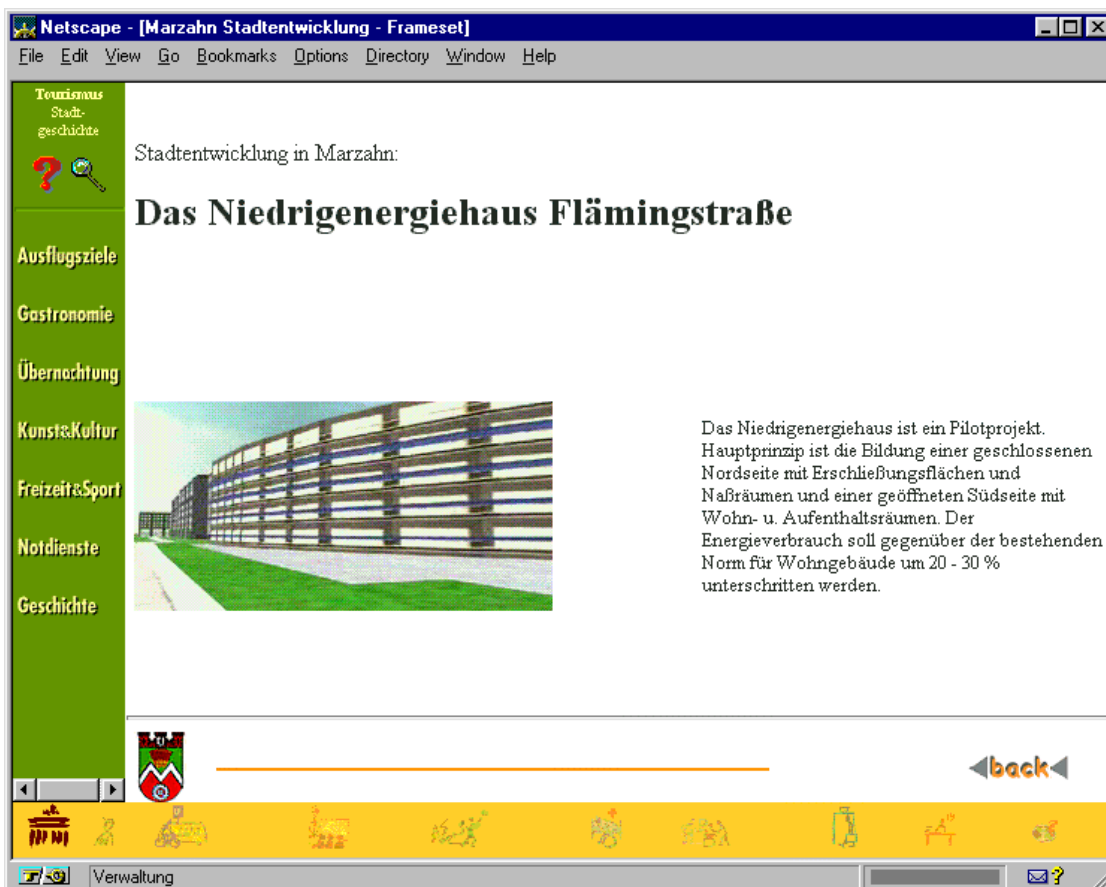 Netscape - [Marzahn Stadtentwicklung - Frameset]
File Edit View Go Bookmarks Options Directory Window Help
Tourismus
Stadt-
geschichte
Ausflugsziele
Gastronomie
Übernachtung
Kunst&Kultur
Freizeit&Sport
Notdienste
Geschichte
Stadtentwicklung in Marzahn:
Das Niedrigenergiehaus Flämingstraße
Das Niedrigenergiehaus ist ein Pilotprojekt.
Hauptprinzip ist die Bildung einer geschlossenen
Nordseite mit Erschließungsflächen und
Naßräumen und einer geöffneten Südseite mit
Wohn- u. Aufenthaltsräumen. Der
Energieverbrauch soll gegenüber der bestehenden
Norm für Wohngebäude um 20 - 30 %
unterschritten werden.
back
Verwaltung